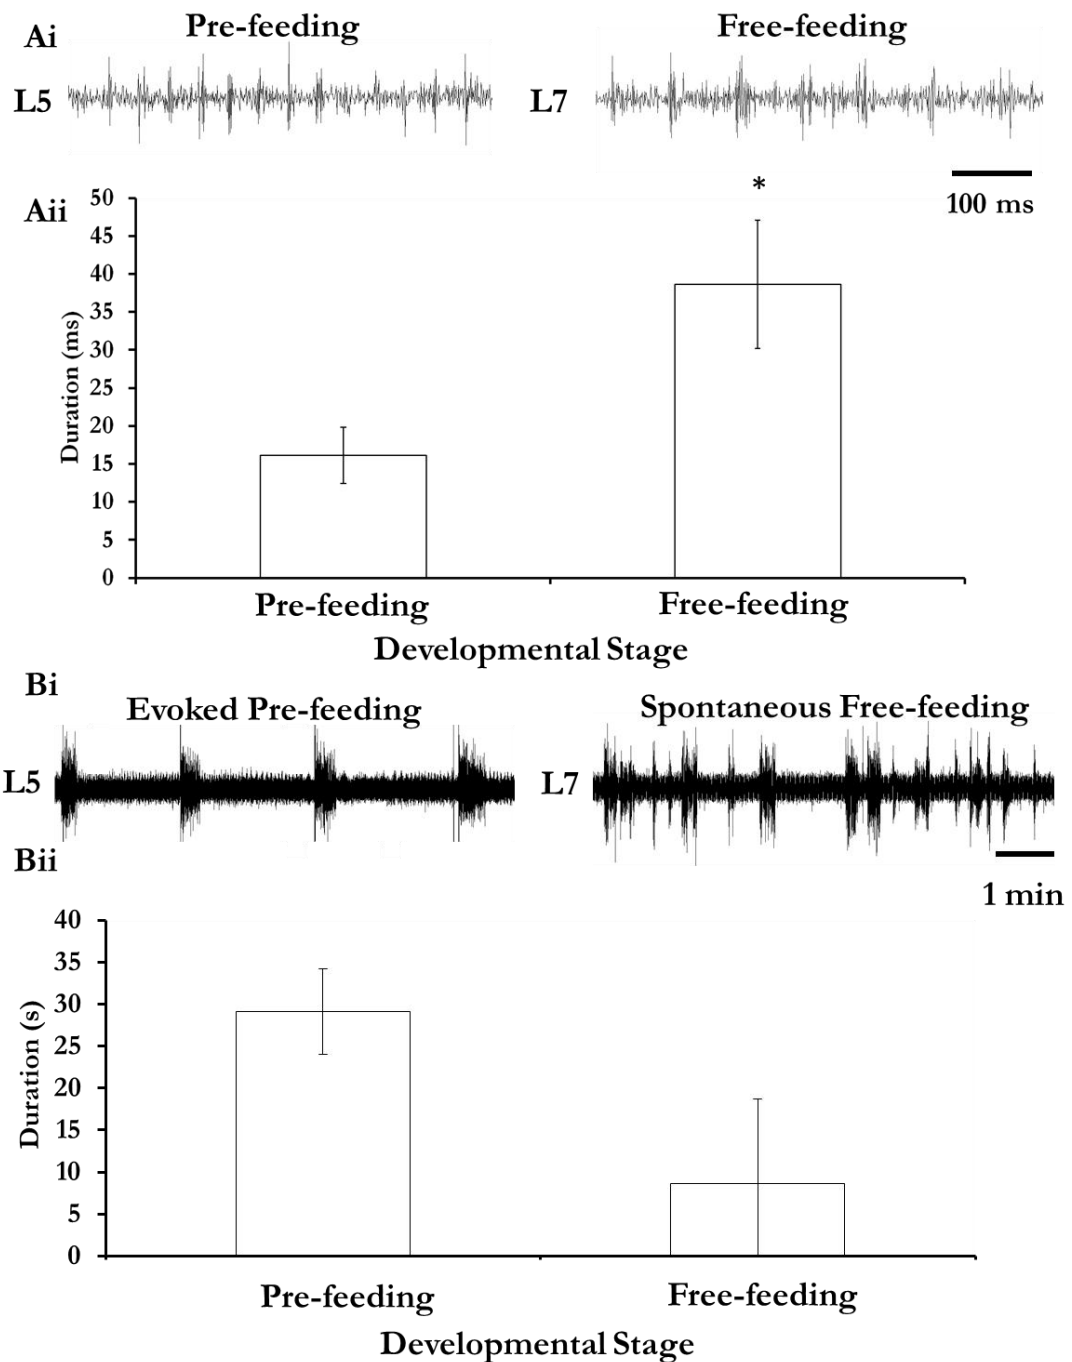 Ai
Pre-feeding
Free-feeding
L5
L7
100 ms
Aii
*
50
45
40
35
30
25
20
15
10
5
0
Duration (ms)
Pre-feeding
Free-feeding
Developmental Stage
Bi
Evoked Pre-feeding
Spontaneous Free-feeding
L5
L7
1 min
Bii
40
35
30
25
20
15
10
5
0
Duration (s)
Pre-feeding
Free-feeding
Developmental Stage